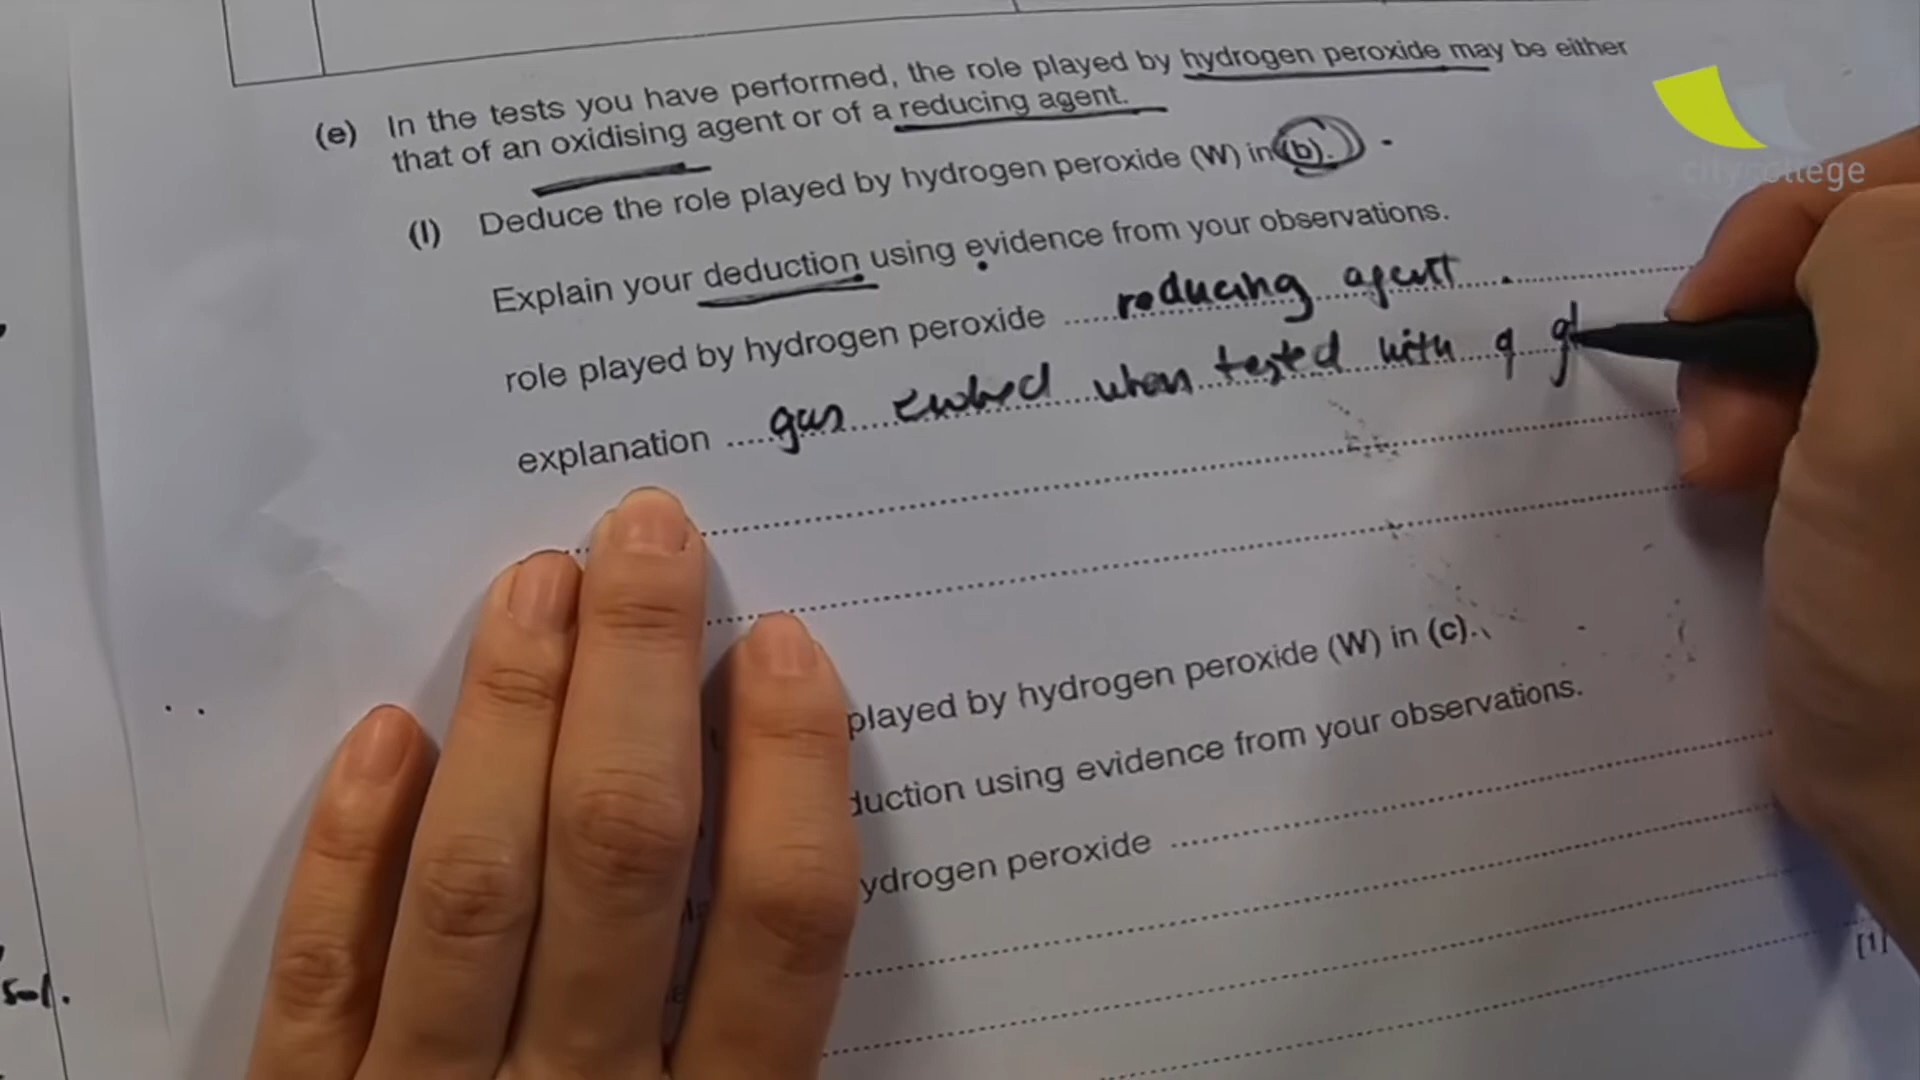 (e) In the tests you have performed, the role played by hydrogen peroxide may be either
that of an oxidising agent or of a reducing agent.
(I) Deduce the role played by hydrogen peroxide (W) in (b).
Explain your deduction using evidence from your observations.
role played by hydrogen peroxide reducing agent
explanation gas evolved when tested with a gl
played by hydrogen peroxide (W) in (c).
duction using evidence from your observations.
ydrogen peroxide
[1]
citycollege